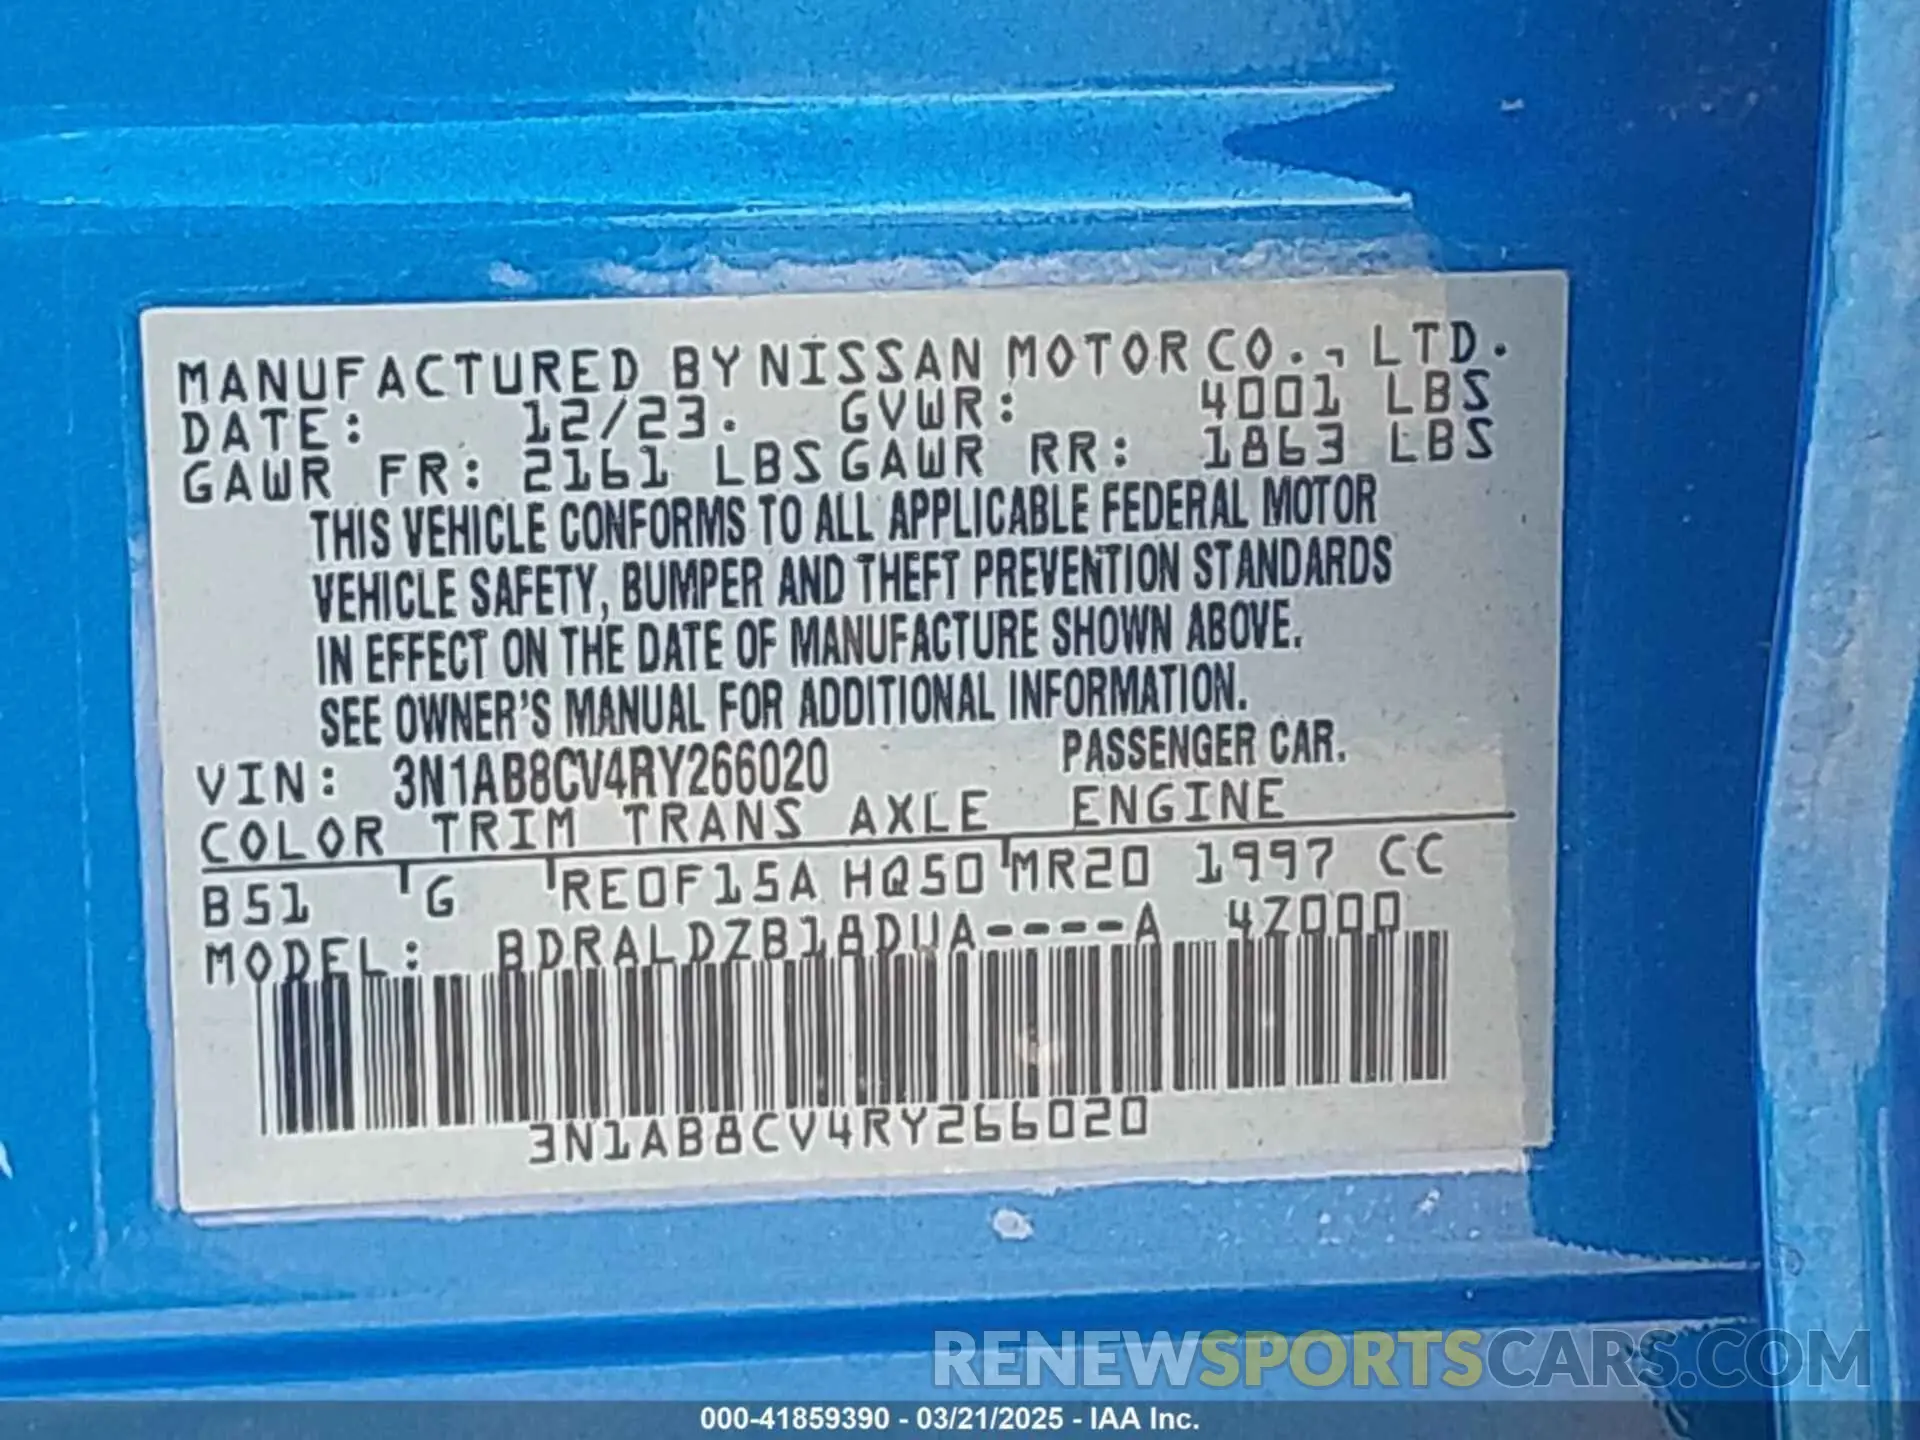 MANUFACTURED BY NISSAN MOTOR CO., LTD.
DATE: 12/23. GVWR: 4001 LBS
GAWR FR: 2161 LBS GAWR RR: 1863 LBS
THIS VEHICLE CONFORMS TO ALL APPLICABLE FEDERAL MOTOR
VEHICLE SAFETY, BUMPER AND THEFT PREVENTION STANDARDS
IN EFFECT ON THE DATE OF MANUFACTURE SHOWN ABOVE.
SEE OWNER'S MANUAL FOR ADDITIONAL INFORMATION.
VIN: 3N1AB8CV4RY266020 PASSENGER CAR.
COLOR TRIM TRANS AXLE ENGINE
B51 G RE0F15A HQ50 MR20 1997 CC
MODEL: BDRALDZB18DUA----A 4Z000
3N1AB8CV4RY266020
RENEWSPORTSCARS.COM
000-41859390 - 03/21/2025 - IAA Inc.